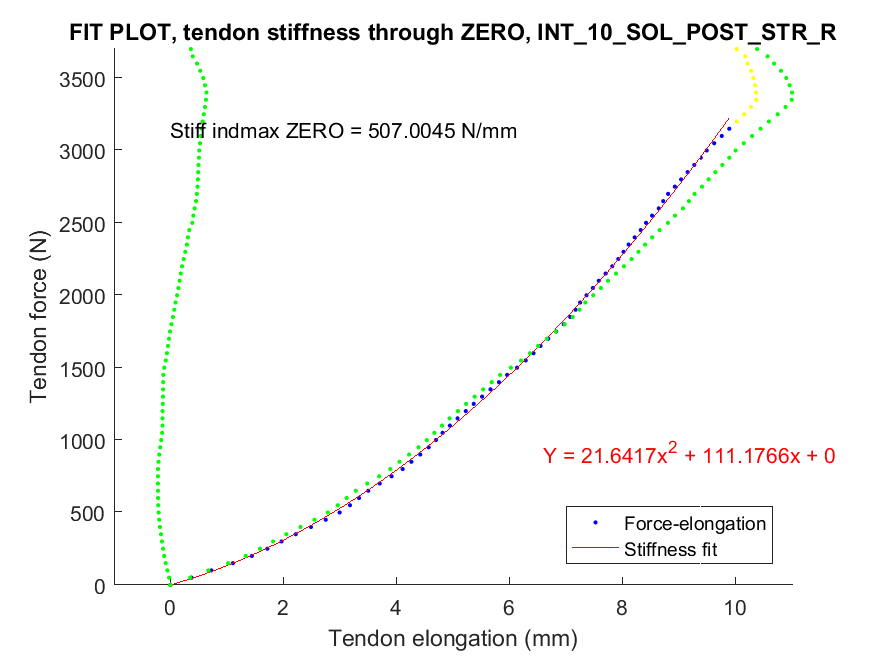 FIT PLOT, tendon stiffness through ZERO, INT_10_SOL_POST_STR_R
3500
Stiff indmax ZERO = 507.0045 N/mm
3000
2500
2000
1500
1000
500
0
Tendon force (N)
Y = 21.6417x² + 111.1766x + 0
Force-elongation
Stiffness fit
0 2 4 6 8 10
Tendon elongation (mm)